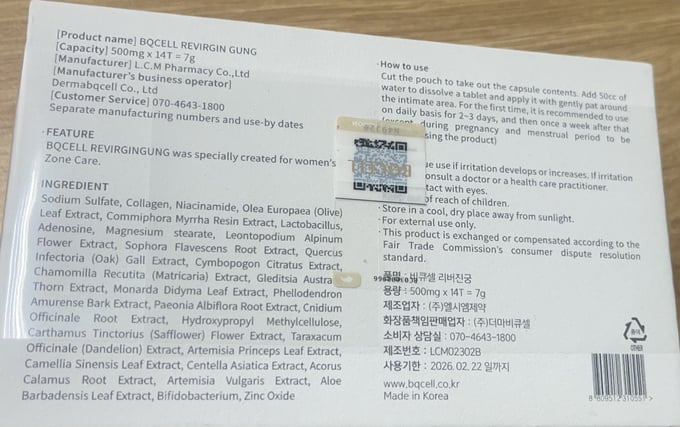 [Product name] BQCELL REVIRGIN GUNG
[Capacity] 500mg x 14T = 7g
[Manufacturer] L.C.M Pharmacy Co.,Ltd
[Manufacturer's business operator]
Dermabqcell Co., Ltd
[Customer Service] 070-4643-1800
Separate manufacturing numbers and use-by dates
·FEATURE
BQCELL REVIRGINGUNG was specially created for women's
Zone Care.
INGREDIENT
Sodium Sulfate, Collagen, Niacinamide, Olea Europaea (Olive)
Leaf Extract, Commiphora Myrrha Resin Extract, Lactobacillus,
Adenosine, Magnesium stearate, Leontopodium Alpinum
Flower Extract, Sophora Flavescens Root Extract, Quercus
Infectoria (Oak) Gall Extract, Cymbopogon Citratus Extract,
Chamomilla Recutita (Matricaria) Extract, Gleditsia Austra
Thorn Extract, Monarda Didyma Leaf Extract, Phellodendron
Amurense Bark Extract, Paeonia Albiflora Root Extract, Cnidium
Officinale Root Extract, Hydroxypropyl Methylcellulose,
Carthamus Tinctorius (Safflower) Flower Extract, Taraxacum
Officinale (Dandelion) Extract, Artemisia Princeps Leaf Extract,
Camellia Sinensis Leaf Extract, Centella Asiatica Extract, Acorus
Calamus Root Extract, Artemisia Vulgaris Extract, Aloe
Barbadensis Leaf Extract, Bifidobacterium, Zinc Oxide
·How to use
Cut the pouch to take out the capsule contents. Add 50cc of
water to dissolve a tablet and apply it with gently pat around
the intimate area. For the first time, it is recommended to use
on daily basis for 2~3 days, and then once a week after that
during pregnancy and menstrual period to be
sing the product)
ue use if irritation develops or increases. If irritation
onsult a doctor or a health care practitioner.
tact with eyes.
of reach of children.
·Store in a cool, dry place away from sunlight.
·For external use only.
·This product is exchanged or compensated according to the
Fair Trade Commission's consumer dispute resolution
standard.
품명 : 비큐셀 리버진궁
용량 : 500mg x 14T = 7g
제조업자 : (주)엘시엠제약
화장품책임판매업자 : (주)더마비큐셀
소비자 상담실 : 070-4643-1800
제조번호 : LCM02302B
사용기한 : 2026. 02. 22 일까지
www.bqcell.co.kr
Made in Korea
종이
OTHER
8 809512 310551 >